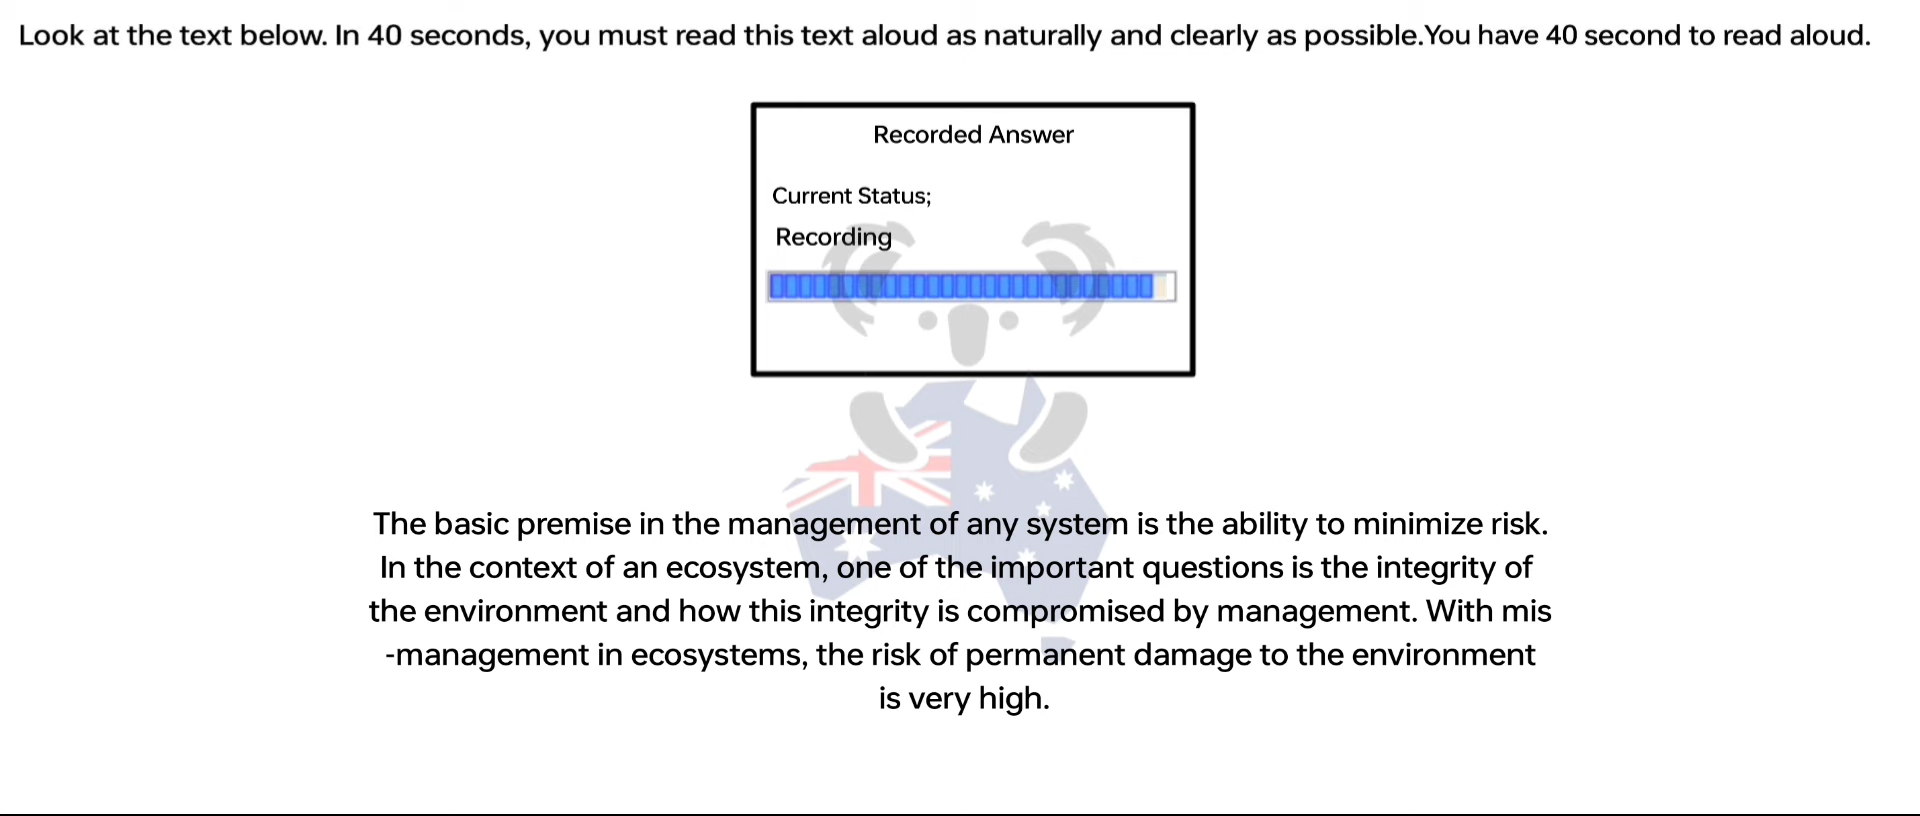 Look at the text below. In 40 seconds, you must read this text aloud as naturally and clearly as possible.You have 40 second to read aloud.
Recorded Answer
Current Status;
Recording
The basic premise in the management of any system is the ability to minimize risk.
In the context of an ecosystem, one of the important questions is the integrity of
the environment and how this integrity is compromised by management. With mis
-management in ecosystems, the risk of permanent damage to the environment
is very high.